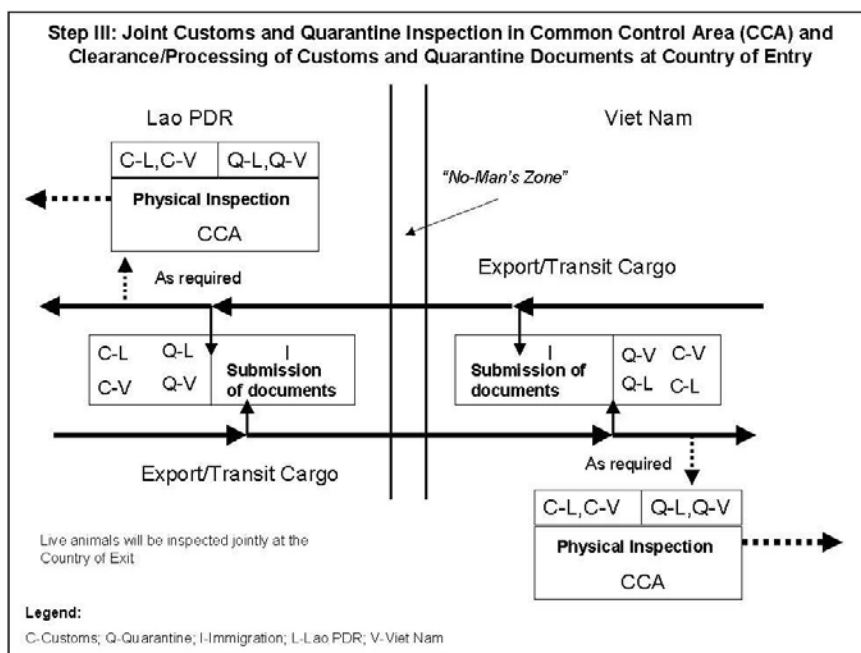 Step III: Joint Customs and Quarantine Inspection in Common Control Area (CCA) and
Clearance/Processing of Customs and Quarantine Documents at Country of Entry
Lao PDR
Viet Nam
C-L,C-V
Q-L,Q-V
Physical Inspection
CCA
"No-Man's Zone"
As required
Export/Transit Cargo
C-L
Q-L
C-V
Q-V
I
Submission
of documents
I
Submission of
documents
Q-V
C-V
Q-L
C-L
Export/Transit Cargo
As required
C-L,C-V
Q-L,Q-V
Physical Inspection
CCA
Live animals will be inspected jointly at the
Country of Exit
Legend:
C-Customs; Q-Quarantine; I-Immigration; L-Lao PDR; V-Viet Nam